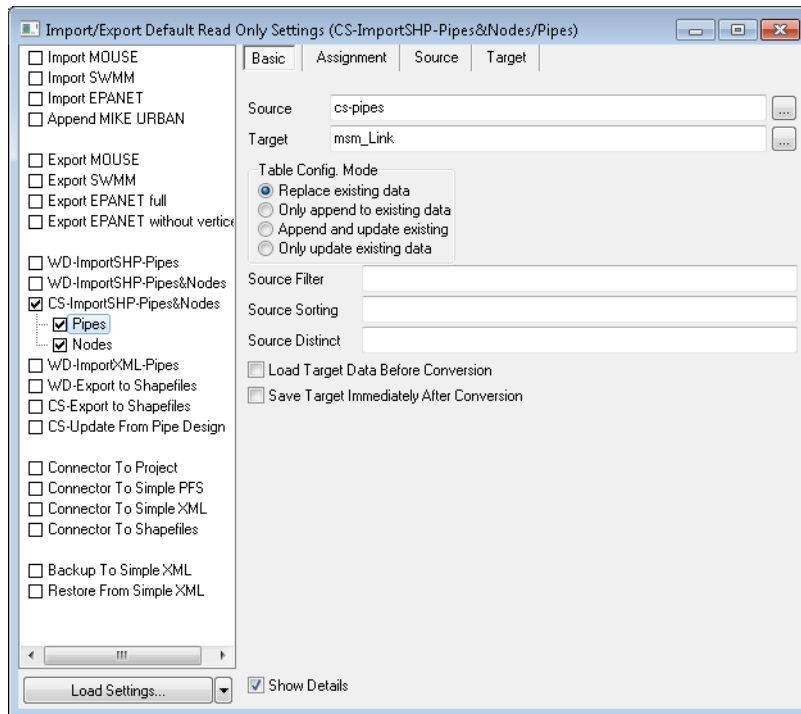 Import/Export Default Read Only Settings (CS-ImportSHP-Pipes&Nodes/Pipes)
Import MOUSE
Import SWMM
Import EPANET
Append MIKE URBAN
Export MOUSE
Export SWMM
Export EPANET full
Export EPANET without vertice
WD-ImportSHP-Pipes
WD-ImportSHP-Pipes&Nodes
CS-ImportSHP-Pipes&Nodes
Pipes
Nodes
WD-ImportXML-Pipes
WD-Export to Shapefiles
CS-Export to Shapefiles
CS-Update From Pipe Design
Connector To Project
Connector To Simple PFS
Connector To Simple XML
Connector To Shapefiles
Backup To Simple XML
Restore From Simple XML
Load Settings...
Basic Assignment Source Target
Source cs-pipes ...
Target msm_Link ...
Table Config. Mode
Replace existing data
Only append to existing data
Append and update existing
Only update existing data
Source Filter
Source Sorting
Source Distinct
Load Target Data Before Conversion
Save Target Immediately After Conversion
Show Details